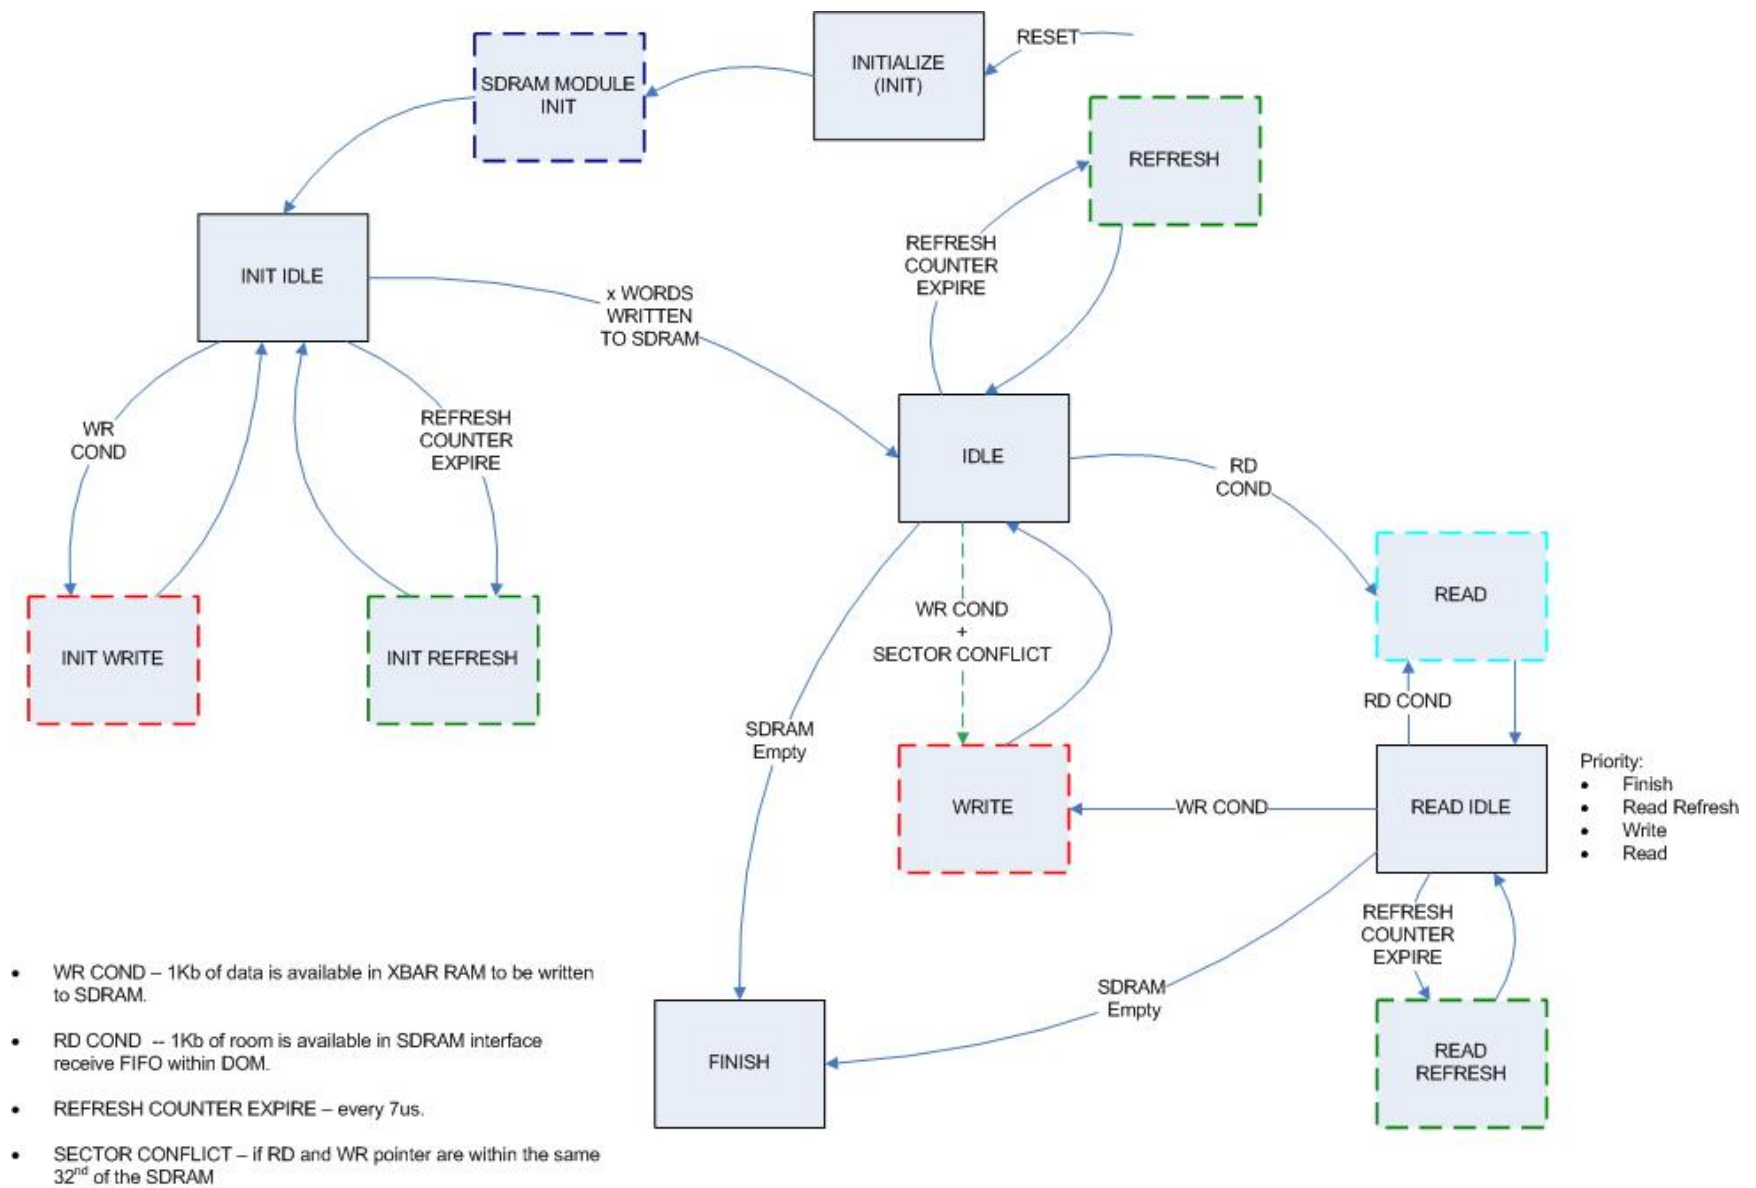 RESET
INITIALIZE
(INIT)
SDRAM MODULE
INIT
REFRESH
REFRESH
COUNTER
EXPIRE
INIT IDLE
x WORDS
WRITTEN
TO SDRAM
WR
COND
REFRESH
COUNTER
EXPIRE
IDLE
RD
COND
READ
INIT WRITE
INIT REFRESH
WR COND
+
SECTOR CONFLICT
RD COND
SDRAM
Empty
WRITE
WR COND
READ IDLE
Priority:
• Finish
• Read Refresh
• Write
• Read
REFRESH
COUNTER
EXPIRE
SDRAM
Empty
FINISH
READ
REFRESH
• WR COND – 1Kb of data is available in XBAR RAM to be written
to SDRAM.
• RD COND -- 1Kb of room is available in SDRAM interface
receive FIFO within DOM.
• REFRESH COUNTER EXPIRE – every 7us.
• SECTOR CONFLICT – if RD and WR pointer are within the same
32nd of the SDRAM